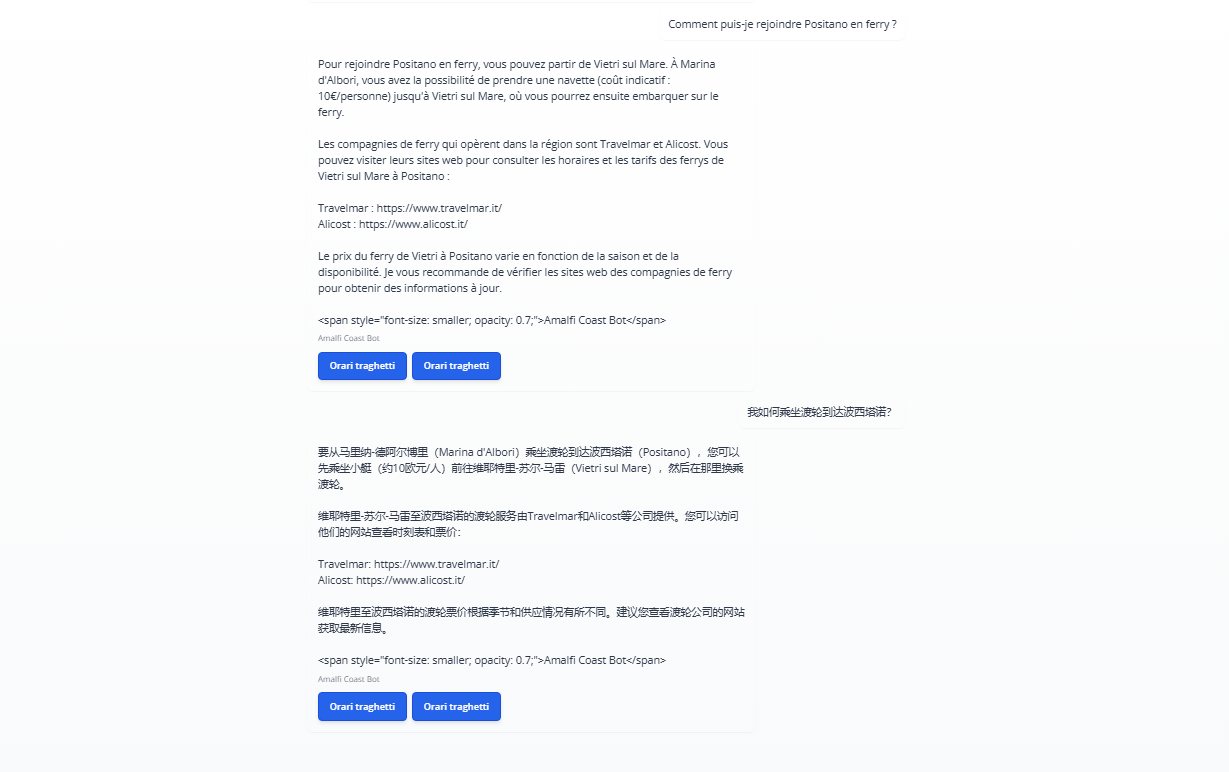 Comment puis-je rejoindre Positano en ferry ?
Pour rejoindre Positano en ferry, vous pouvez partir de Vietri sul Mare. À Marina
d'Albori, vous avez la possibilité de prendre une navette (coût indicatif :
10€/personne) jusqu'à Vietri sul Mare, où vous pourrez ensuite embarquer sur le
ferry.
Les compagnies de ferry qui opèrent dans la région sont Travelmar et Alicost. Vous
pouvez visiter leurs sites web pour consulter les horaires et les tarifs des ferrys de
Vietri sul Mare à Positano :
Travelmar : https://www.travelmar.it/
Alicost : https://www.alicost.it/
Le prix du ferry de Vietri à Positano varie en fonction de la saison et de la
disponibilité. Je vous recommande de vérifier les sites web des compagnies de ferry
pour obtenir des informations à jour.
<span style="font-size: smaller; opacity: 0.7;">Amalfi Coast Bot</span>
Amalfi Coast Bot
Orari traghetti Orari traghetti
我如何乘坐渡轮到达波西塔诺?
要从马里纳-德阿尔博里（Marina d'Albori）乘坐渡轮到达波西塔诺（Positano），您可以
先乘坐小艇（约10欧元/人）前往维耶特里-苏尔-马雷（Vietri sul Mare），然后在那里换乘
渡轮。
维耶特里-苏尔-马雷至波西塔诺的渡轮服务由Travelmar和Alicost等公司提供。您可以访问
他们的网站查看时刻表和票价：
Travelmar: https://www.travelmar.it/
Alicost: https://www.alicost.it/
维耶特里至波西塔诺的渡轮票价根据季节和供应情况有所不同。建议您查看渡轮公司的网站
获取最新信息。
<span style="font-size: smaller; opacity: 0.7;">Amalfi Coast Bot</span>
Amalfi Coast Bot
Orari traghetti Orari traghetti